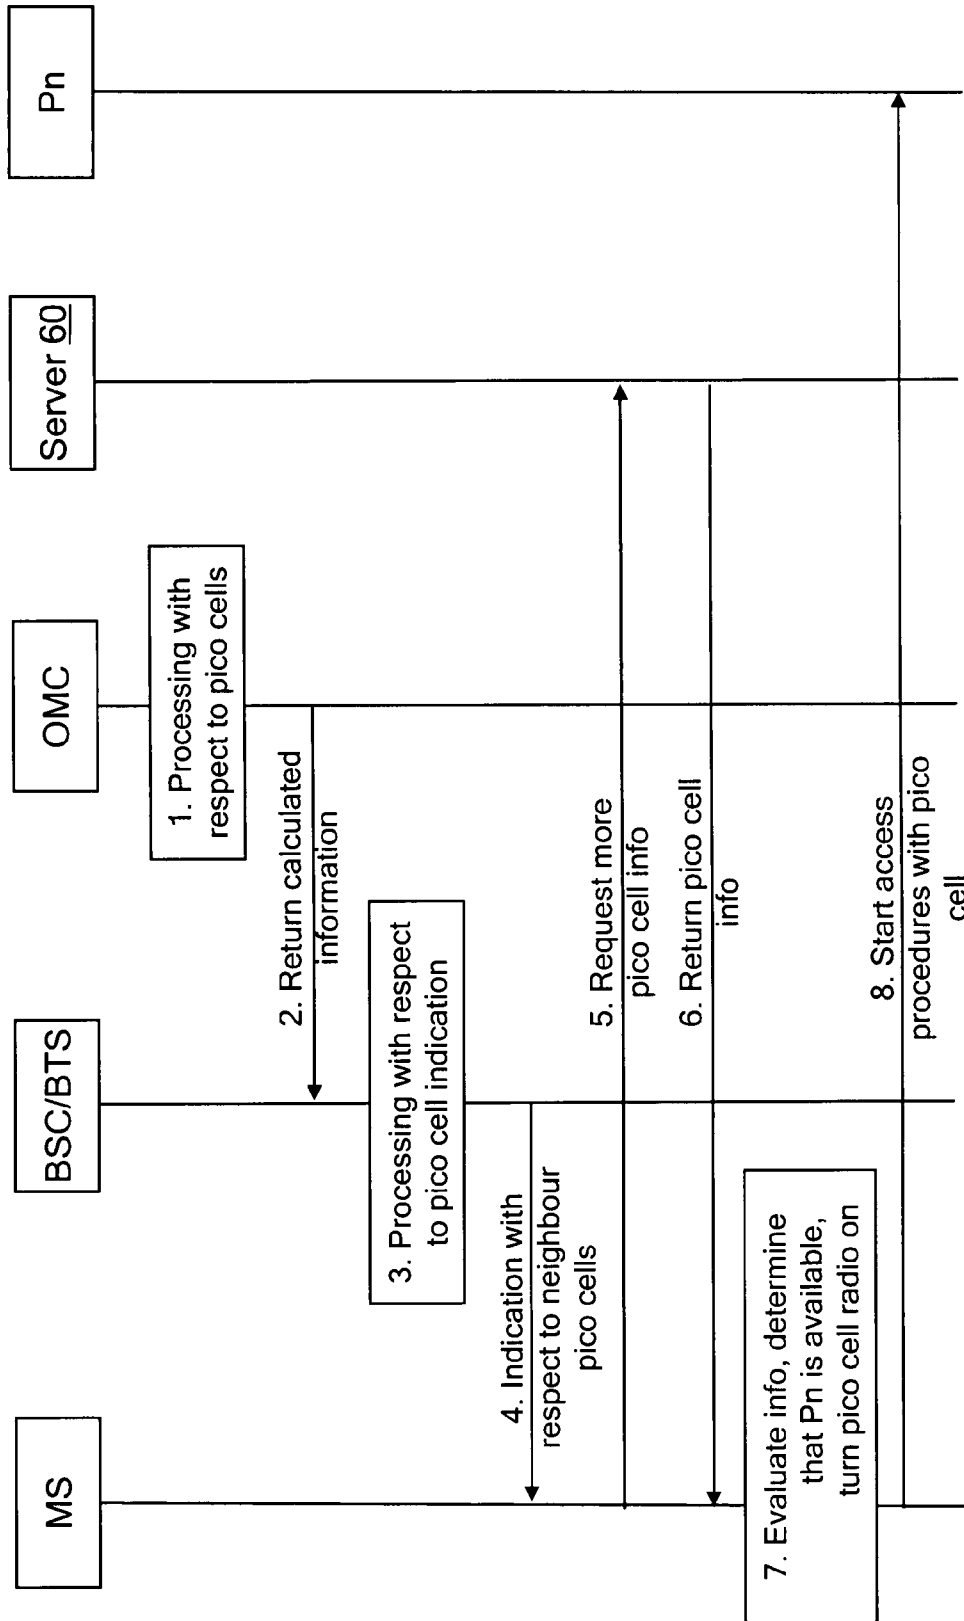 MS
BSC/BTS
OMC
Server 60
Pn
1. Processing with
respect to pico cells
2. Return calculated
information
3. Processing with respect
to pico cell indication
4. Indication with
respect to neighbour
pico cells
5. Request more
pico cell info
6. Return pico cell
info
7. Evaluate info, determine
that Pn is available,
turn pico cell radio on
8. Start access
procedures with pico
cell